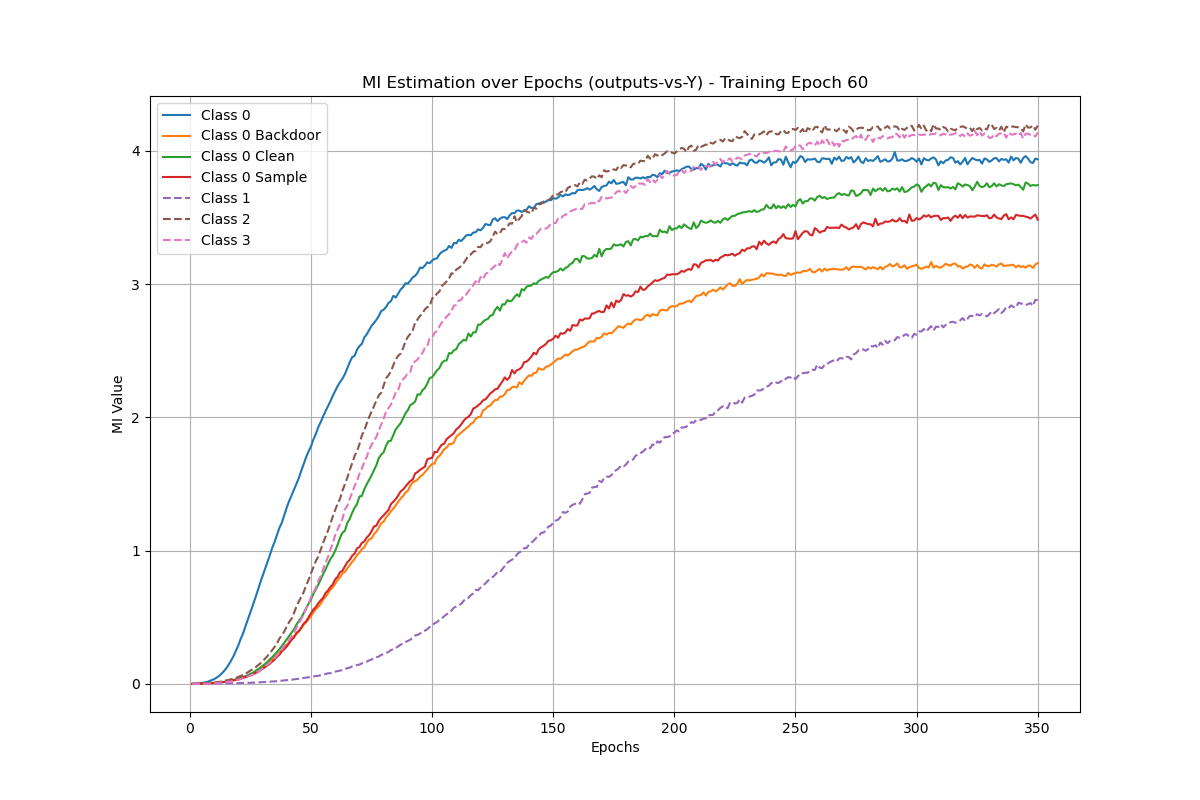 MI Estimation over Epochs (outputs-vs-Y) - Training Epoch 60
Class 0
Class 0 Backdoor
Class 0 Clean
Class 0 Sample
Class 1
Class 2
Class 3
MI Value
4
3
2
1
0
0 50 100 150 200 250 300 350
Epochs